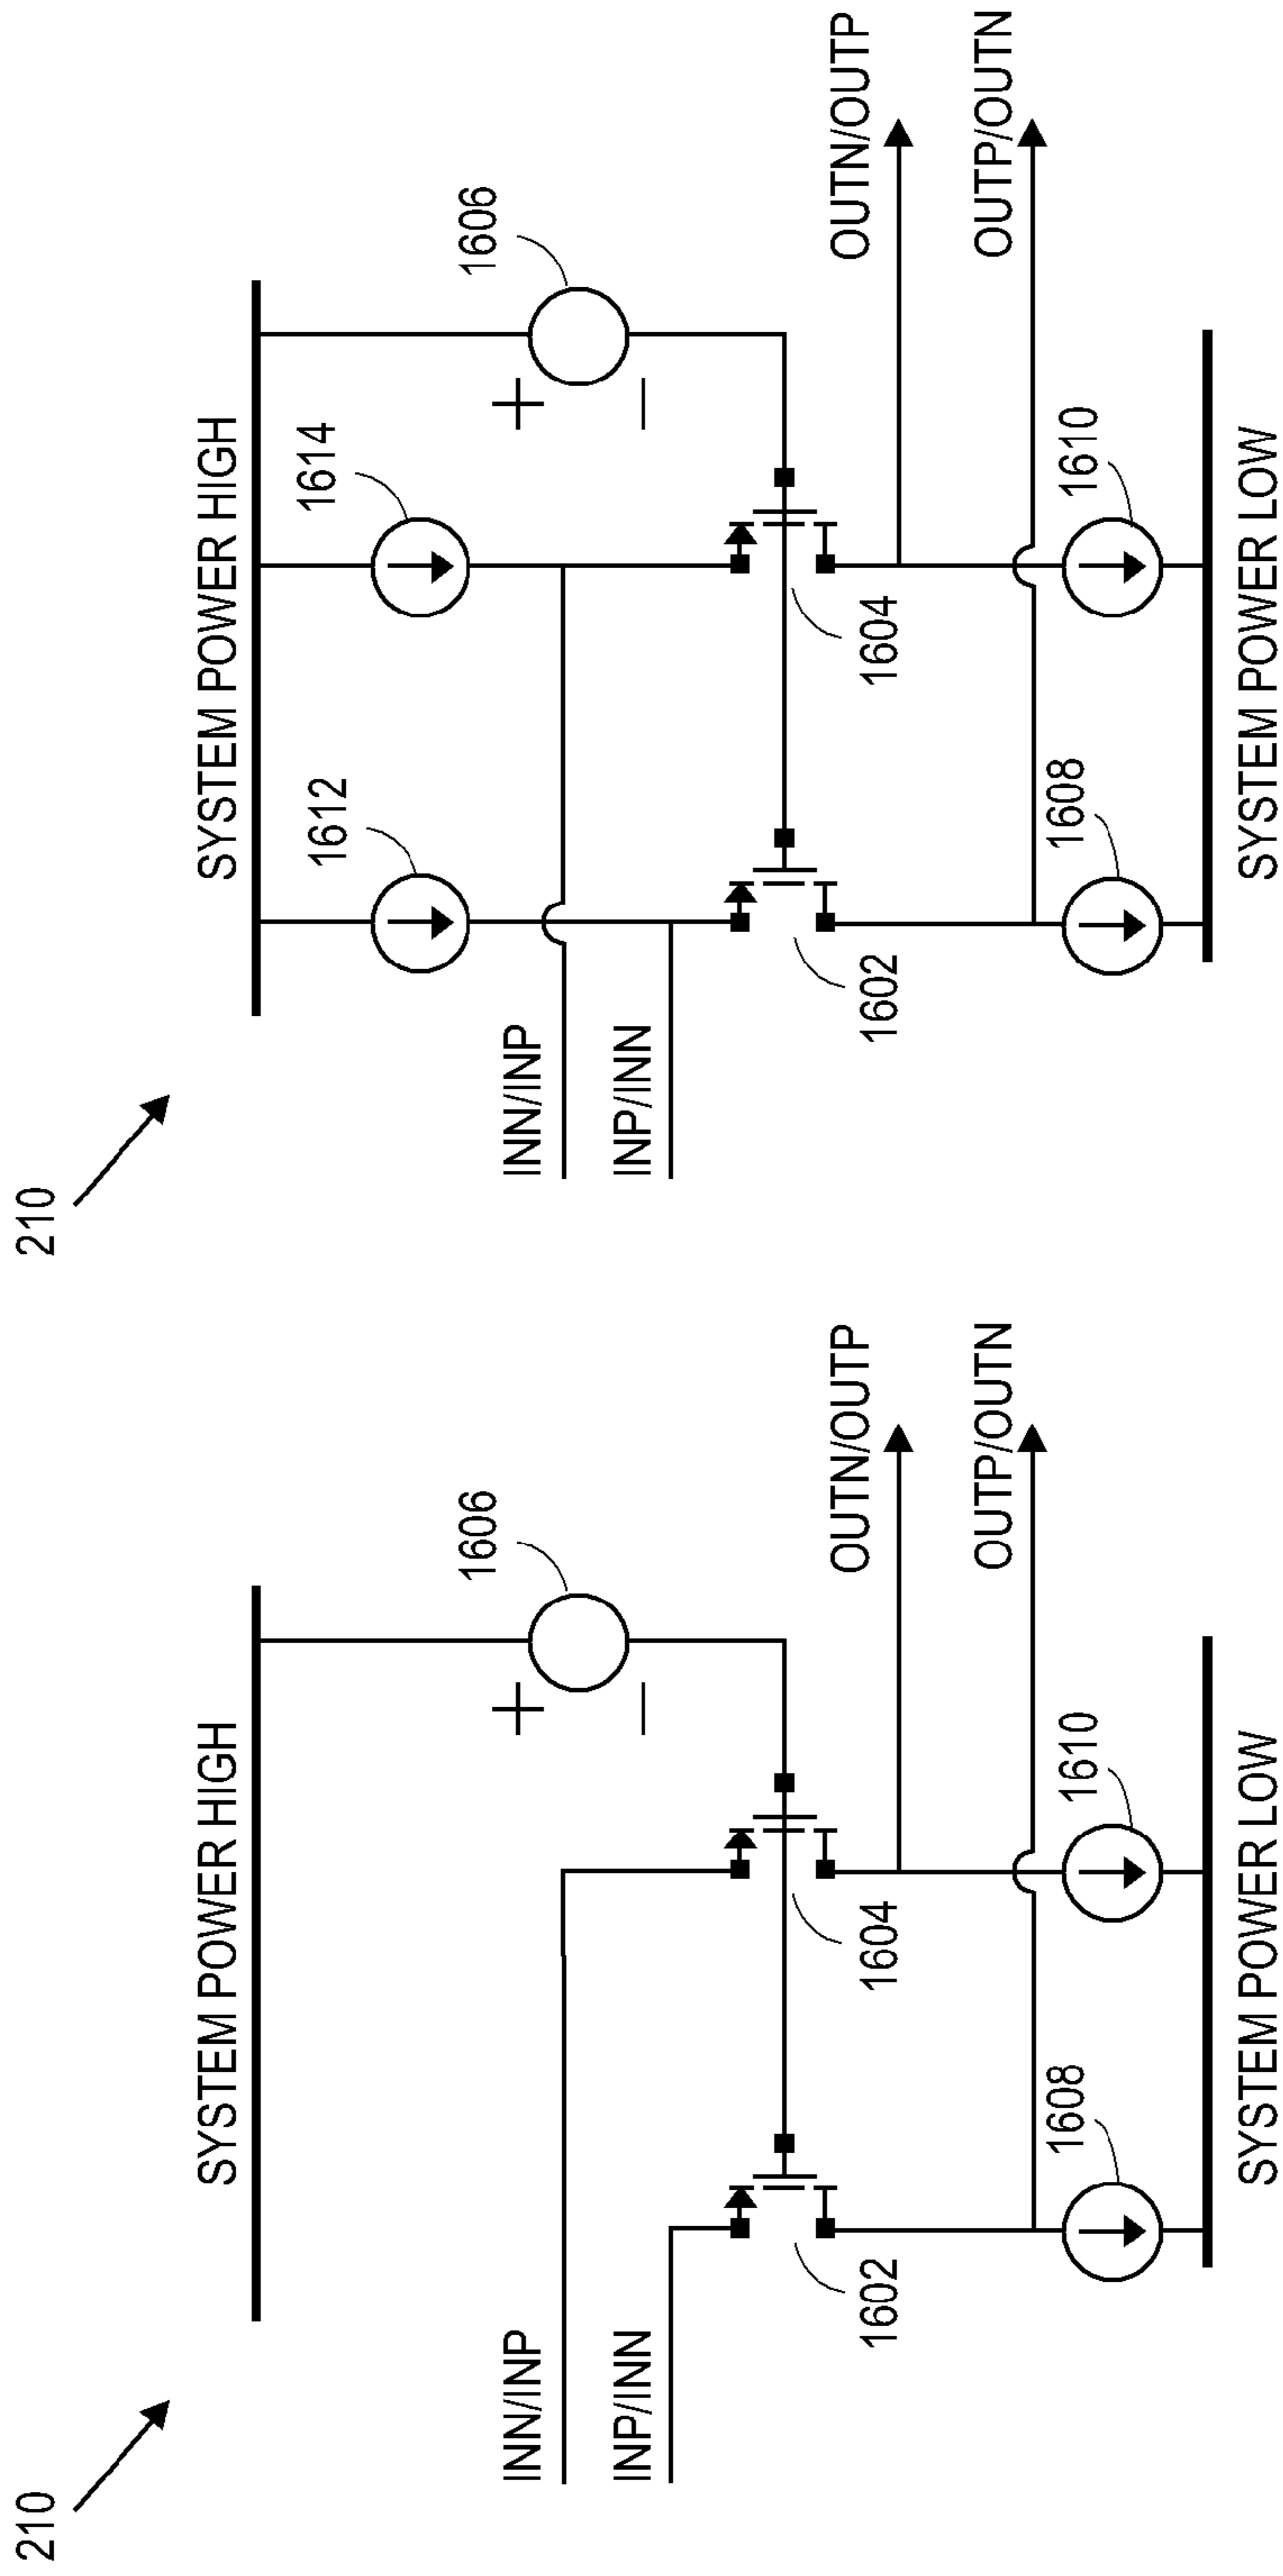 210
SYSTEM POWER HIGH
1606
INN/INP
INP/INN
1602
1604
OUTN/OUTP
OUTP/OUTN
1608
1610
SYSTEM POWER LOW
210
SYSTEM POWER HIGH
1612
1614
1606
INN/INP
INP/INN
1602
1604
OUTN/OUTP
OUTP/OUTN
1608
1610
SYSTEM POWER LOW